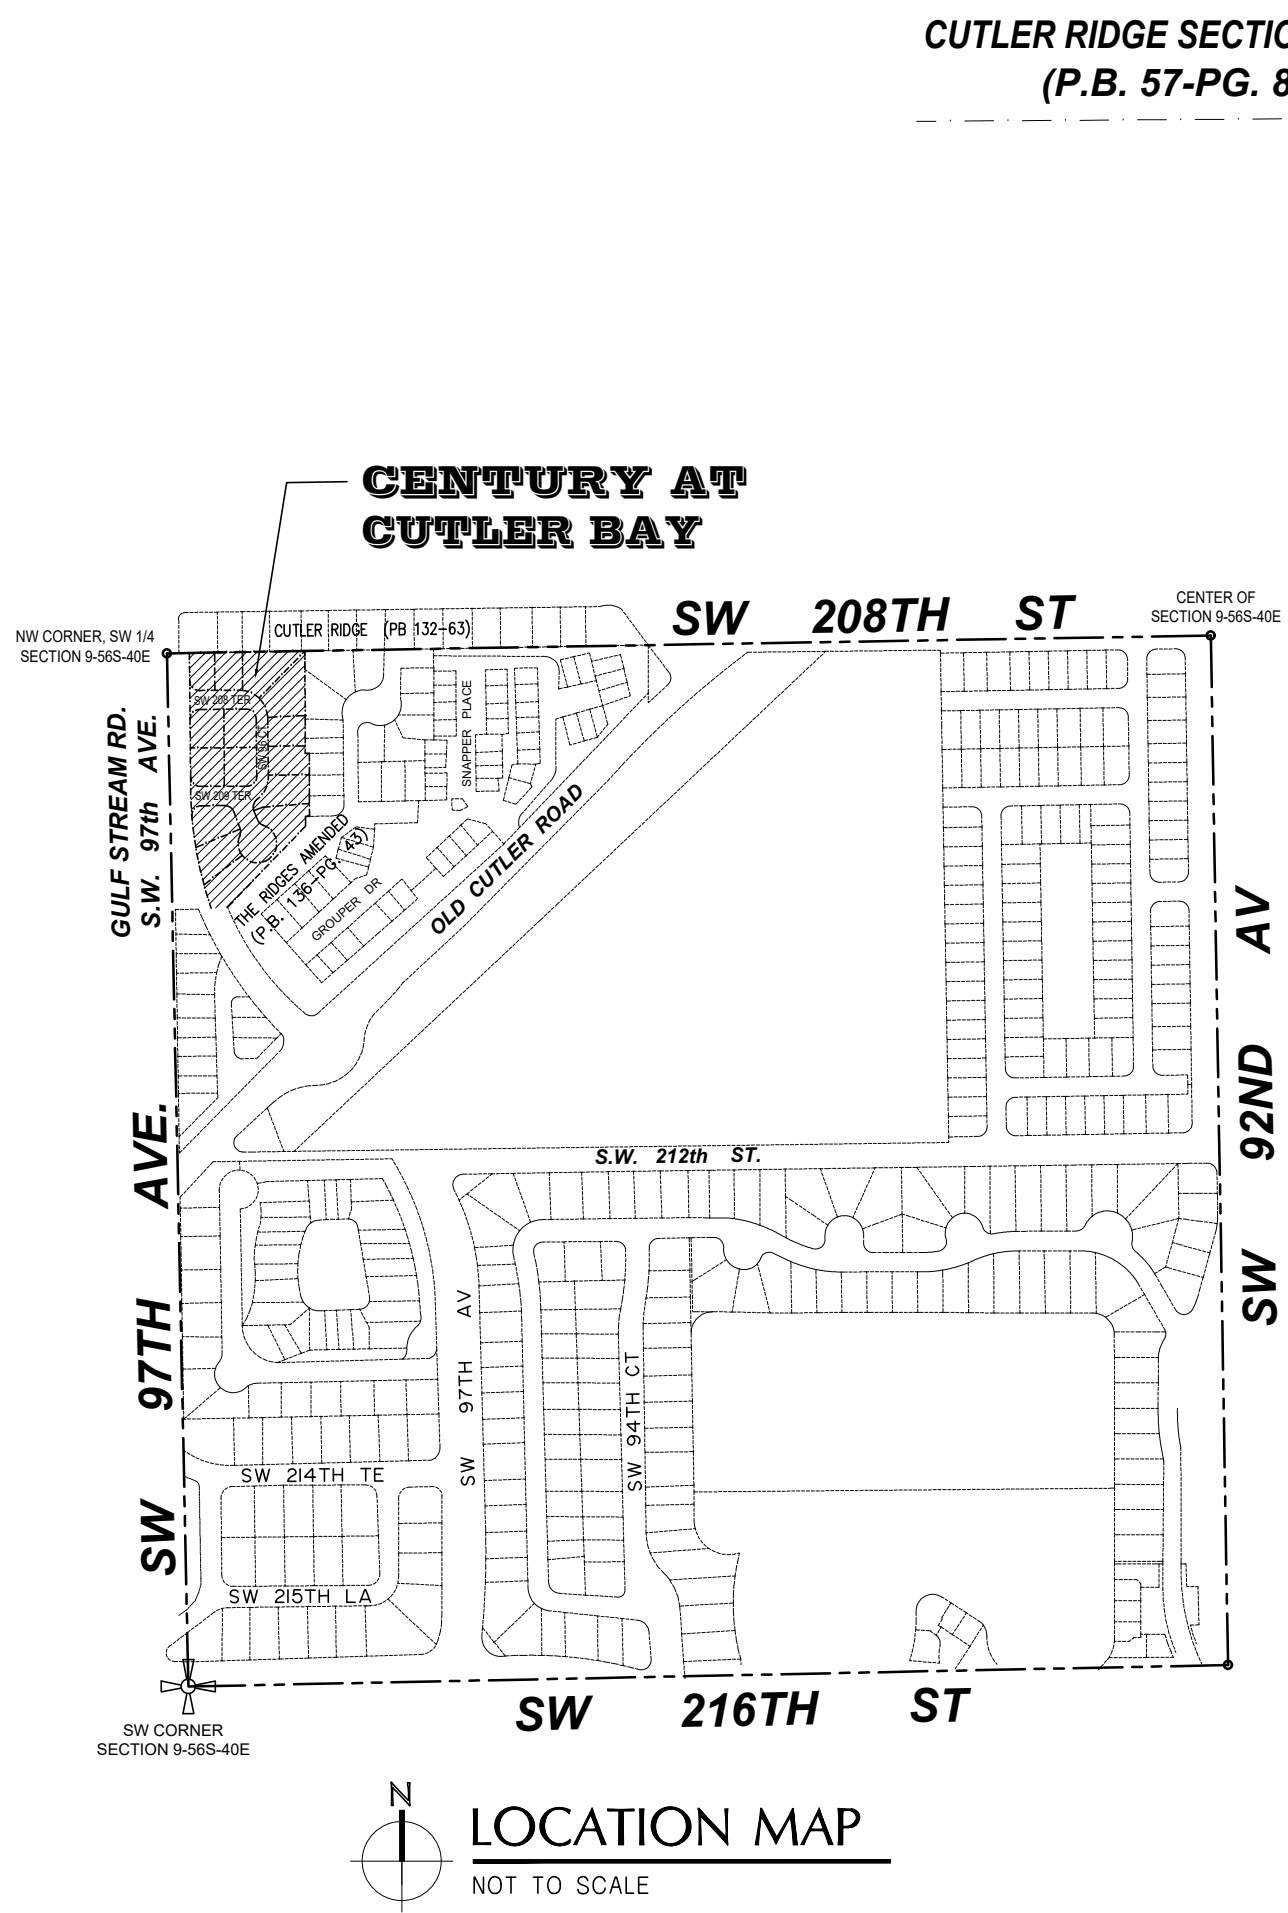 CUTLER RIDGE SECTIO
(P.B. 57-PG. 8
CENTURY AT
CUTLER BAY
SW 208TH ST
CENTER OF
SECTION 9-56S-40E
NW CORNER, SW 1/4
SECTION 9-56S-40E
CUTLER RIDGE (PB 132-63)
SW 208 TER
SW 96 Ct
SW 209 TER
SNAPPER PLACE
GULF STREAM RD.
S.W. 97th AVE.
THE RIDGES AMENDED
(P.B. 136-PG. 43)
GROUPER DR
OLD CUTLER ROAD
SW 92ND AV
S.W. 212th ST.
SW 97TH AVE.
SW 97TH AV
SW 94TH CT
SW 214TH TE
SW 215TH LA
SW 216TH ST
SW CORNER
SECTION 9-56S-40E
N
LOCATION MAP
NOT TO SCALE